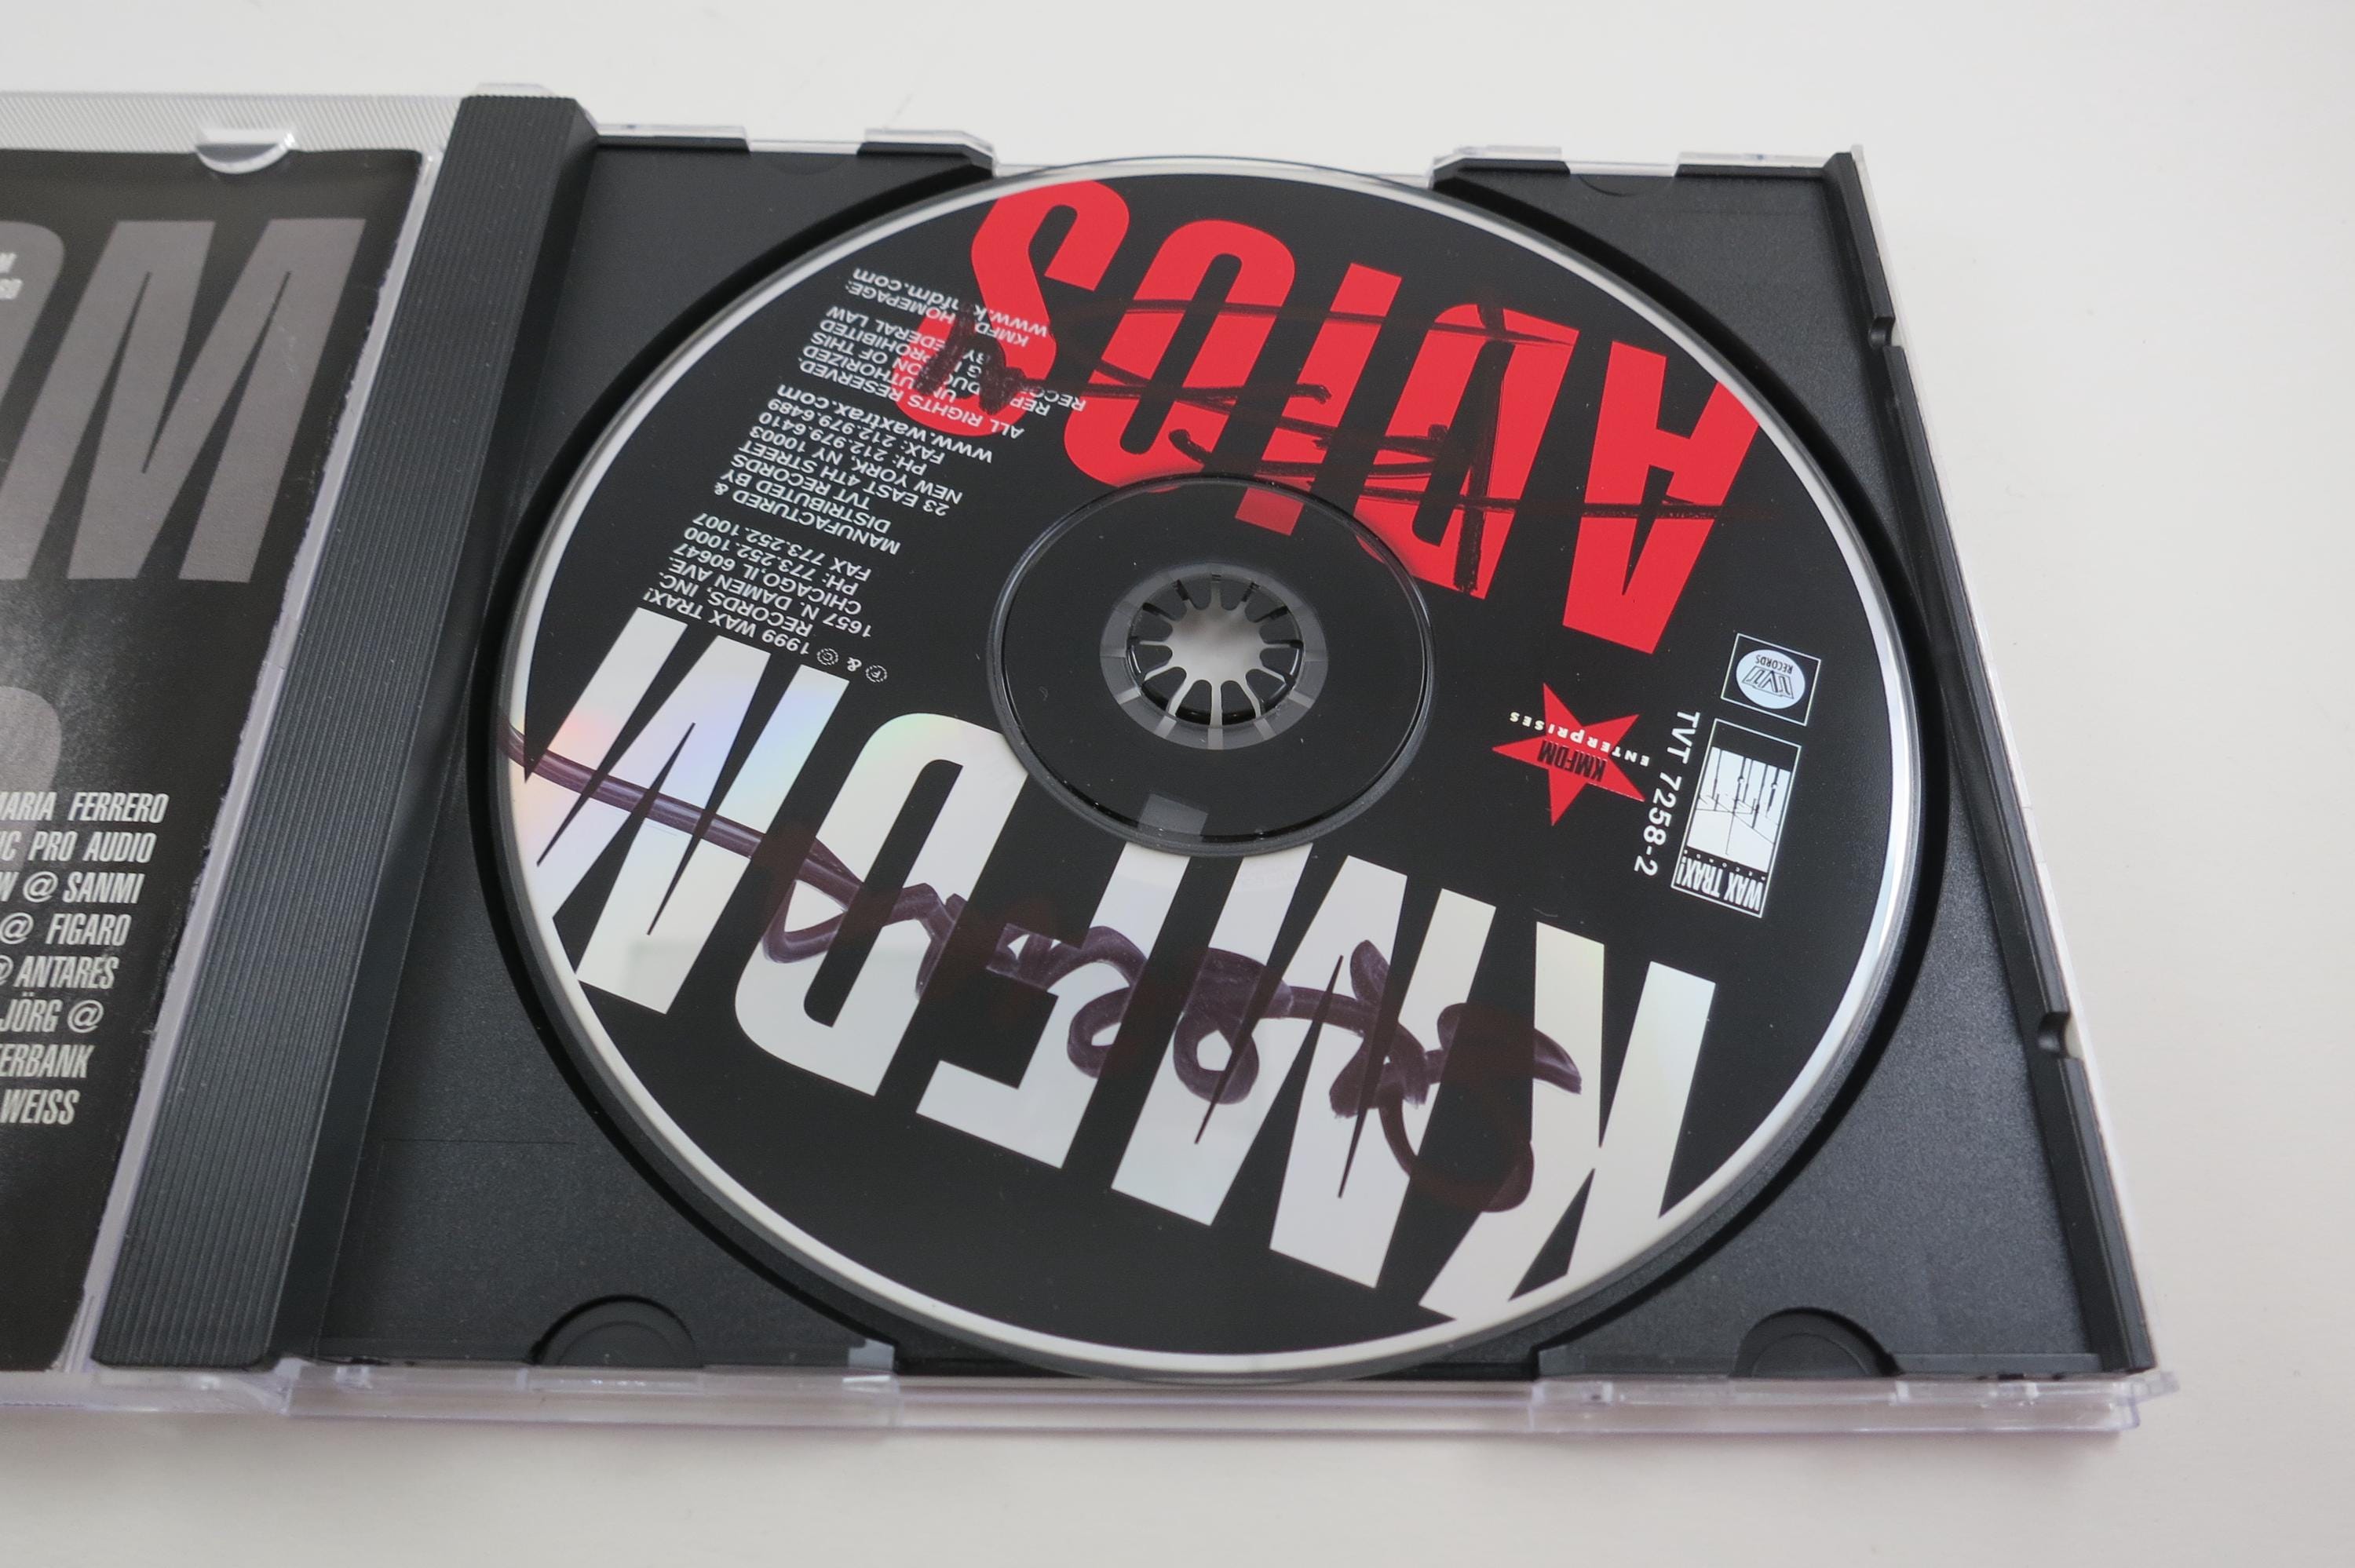 M
MARIA FERRERO
PRO AUDIO
@ SANMI
@ FIGARO
@ ANTARES
JÖRG @
WEISS
KMFDM
ADIOS
℗ & © 1999 WAX TRAX!
RECORDS, INC.
1657 N. DAMEN AVE.
CHICAGO, IL 60647
PH: 773.252.1000
FAX 773.252.1007
MANUFACTURED &
DISTRIBUTED BY
TVT RECORDS
23 EAST 4TH STREET
NEW YORK, NY 10003
PH: 212.979.6410
FAX: 212.979.6489
www.waxtrax.com
ALL RIGHTS RESERVED
UNAUTHORIZED
REPRODUCTION OF THIS
RECORDING PROHIBITED
BY FEDERAL LAW
KMFDM HOMEPAGE:
www.kmfdm.com
KMFDM
ENTERPRISES
TVT 7258-2
WAX TRAX!
RECORDS
TVT
RECORDS